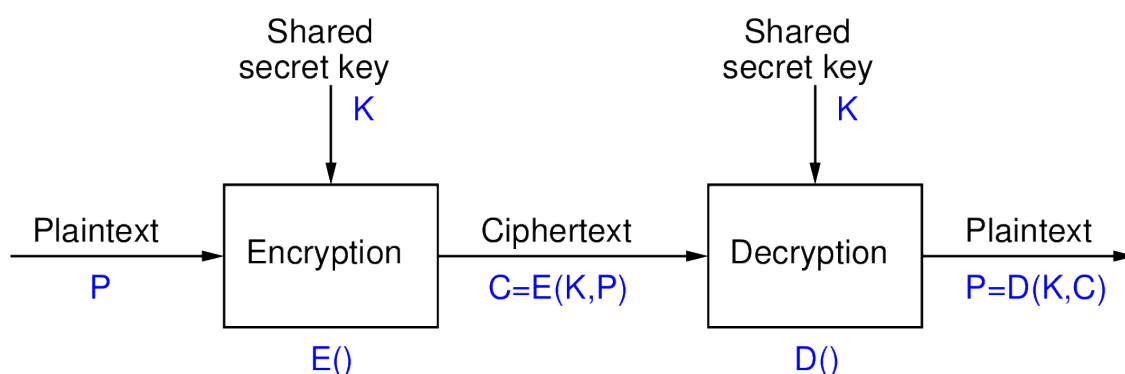 Shared
secret key
K
Shared
secret key
K
Plaintext
P
Encryption
E()
Ciphertext
C=E(K,P)
Decryption
D()
Plaintext
P=D(K,C)